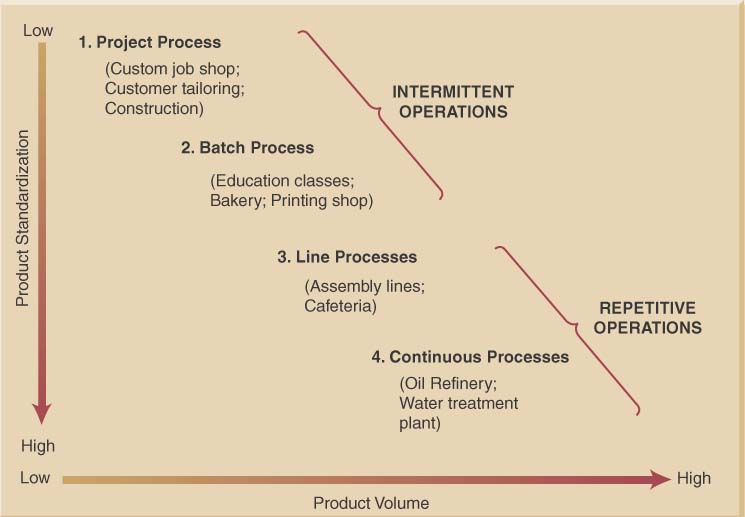 Low
1. Project Process
(Custom job shop;
Customer tailoring;
Construction)
INTERMITTENT
OPERATIONS
2. Batch Process
(Education classes;
Bakery; Printing shop)
Product Standardization
3. Line Processes
(Assembly lines;
Cafeteria)
REPETITIVE
OPERATIONS
4. Continuous Processes
(Oil Refinery;
Water treatment
plant)
High
Low
High
Product Volume